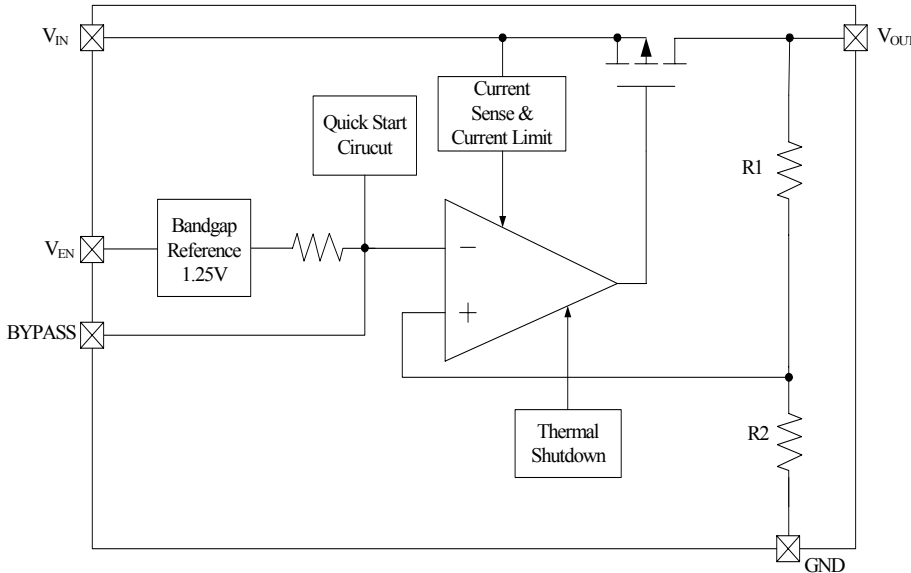 V_IN
V_OUT
Current
Sense &
Current Limit
Quick Start
Cirucut
R1
V_EN
Bandgap
Reference
1.25V
−
+
BYPASS
R2
Thermal
Shutdown
GND